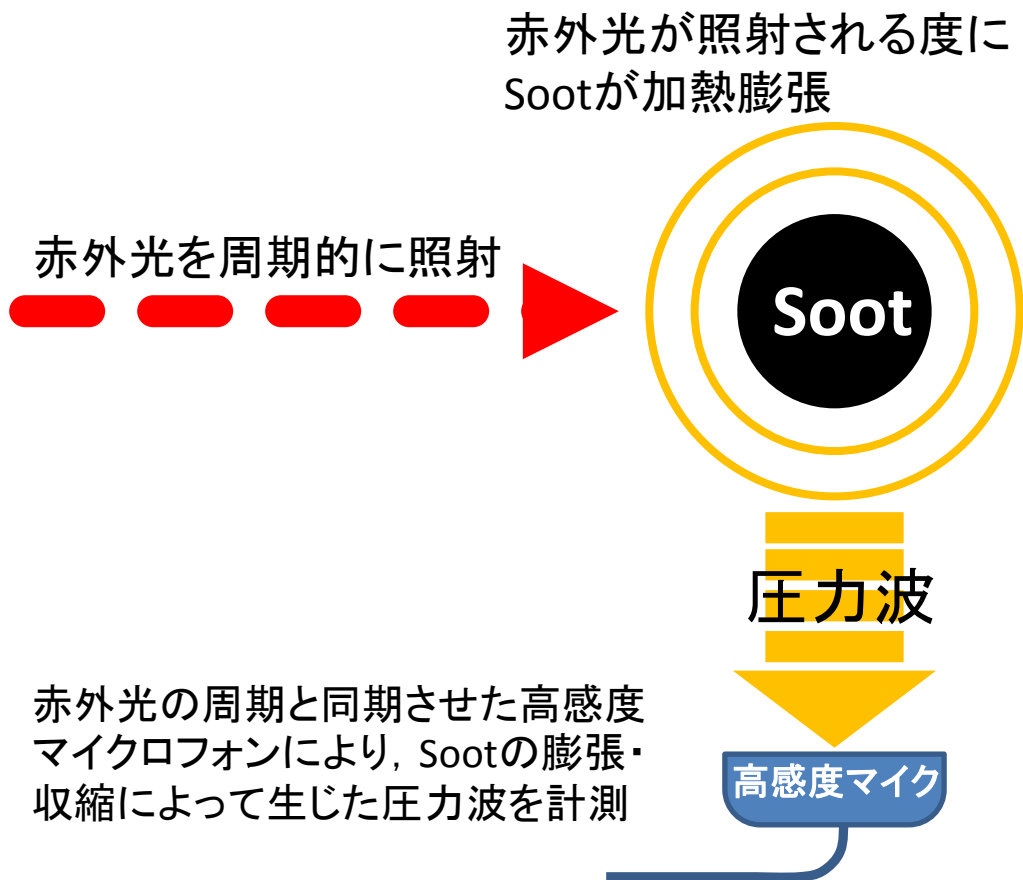 赤外光が照射される度に
Sootが加熱膨張
赤外光を周期的に照射
Soot
圧力波
赤外光の周期と同期させた高感度
マイクロフォンにより，Sootの膨張・
収縮によって生じた圧力波を計測
高感度マイク